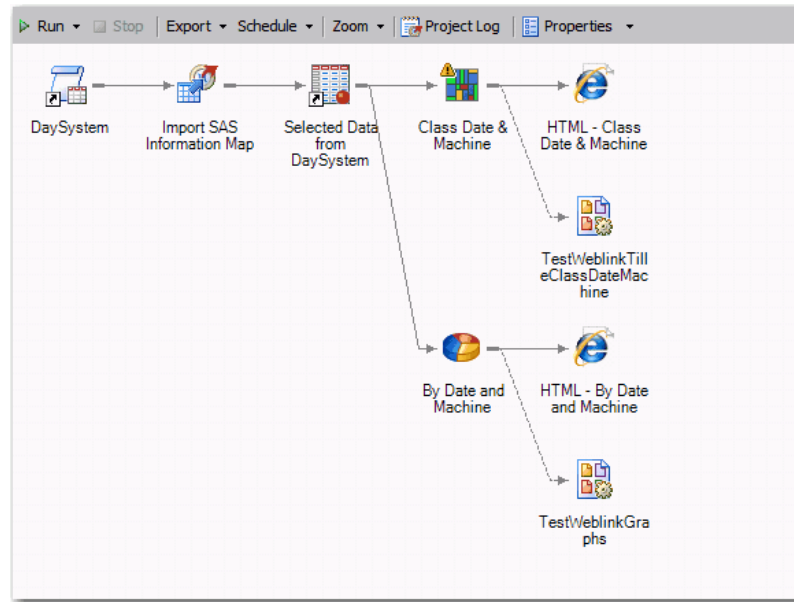 Run Stop Export Schedule Zoom Project Log Properties
DaySystem
Import SAS
Information Map
Selected Data
from
DaySystem
Class Date &
Machine
HTML - Class
Date & Machine
TestWeblinkTill
eClassDateMac
hine
By Date and
Machine
HTML - By Date
and Machine
TestWeblinkGra
phs